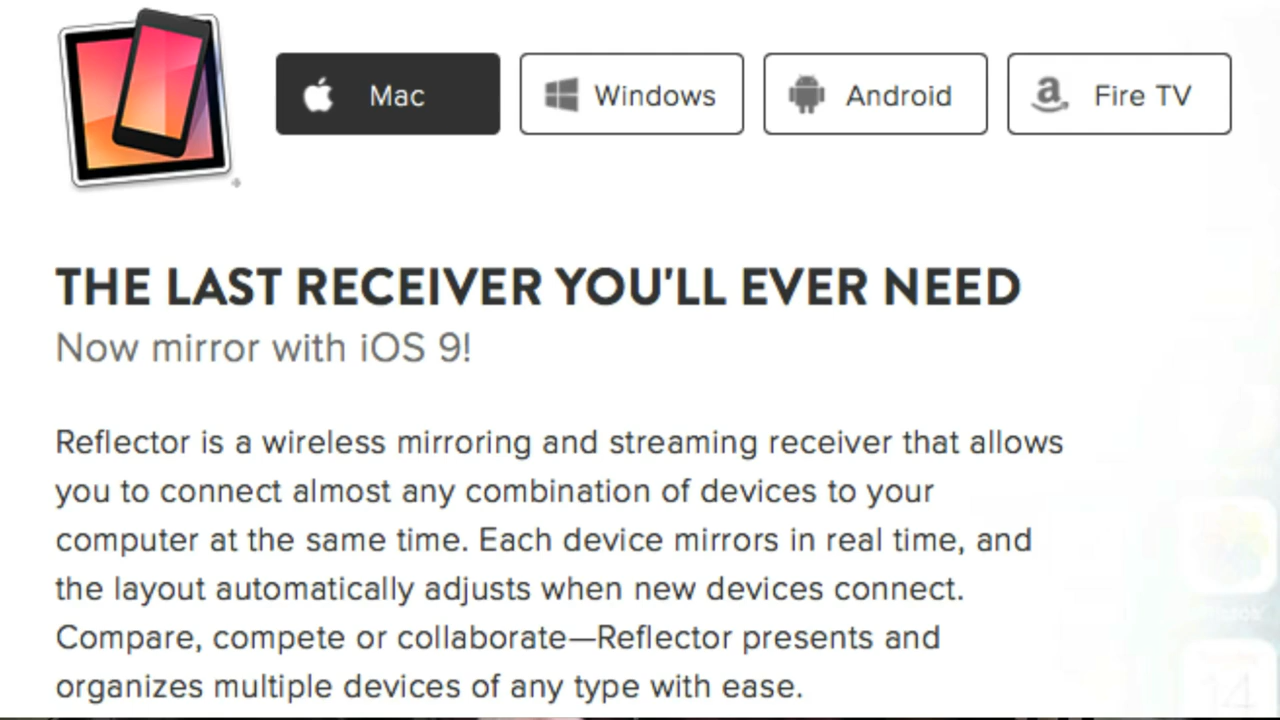 Mac
Windows
Android
Fire TV
THE LAST RECEIVER YOU'LL EVER NEED
Now mirror with iOS 9!
Reflector is a wireless mirroring and streaming receiver that allows
you to connect almost any combination of devices to your
computer at the same time. Each device mirrors in real time, and
the layout automatically adjusts when new devices connect.
Compare, compete or collaborate—Reflector presents and
organizes multiple devices of any type with ease.
14